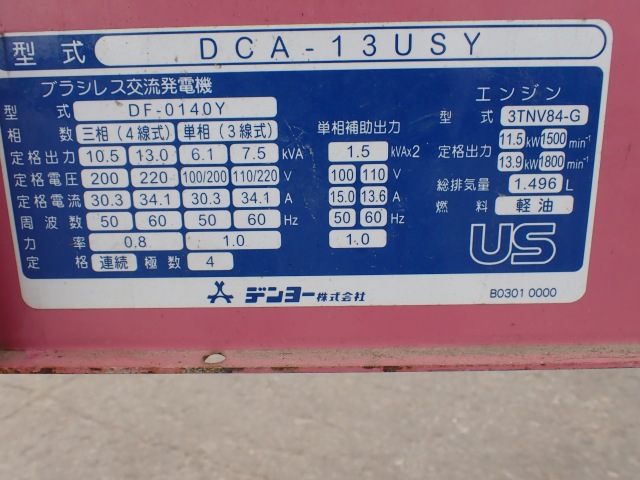 型式 DCA-13USY
ブラシレス交流発電機
型式 DF-0140Y
相数 三相(4線式) 単相(3線式)
定格出力 10.5 13.0 6.1 7.5 kVA
定格電圧 200 220 100/200 110/220 V
定格電流 30.3 34.1 30.3 34.1 A
周波数 50 60 50 60 Hz
力率 0.8 1.0
定格 連続 極数 4
単相補助出力
1.5 kVAx2
100 110 V
15.0 13.6 A
50 60 Hz
1.0
エンジン
型式 3TNV84-G
定格出力 11.5 kW 1500 min⁻¹
13.9 kW 1800 min⁻¹
総排気量 1.496 L
燃料 軽油
US
デンヨー株式会社
B0301 0000